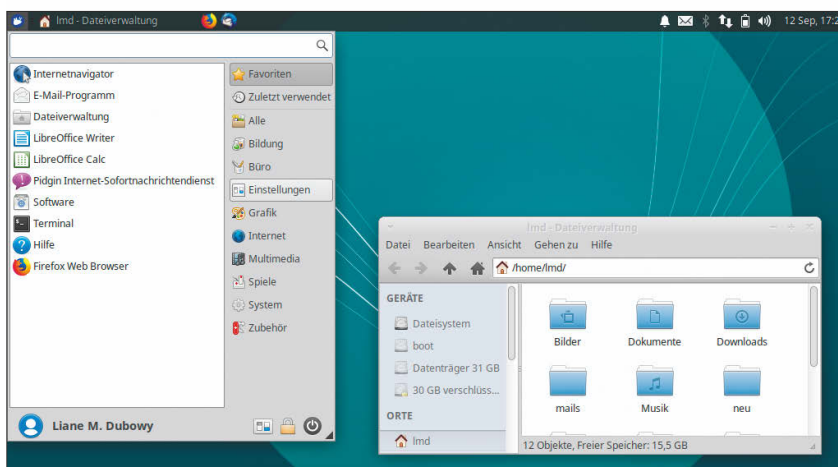 lmd - Dateiverwaltung
12 Sep, 17:2
Internetnavigator
E-Mail-Programm
Dateiverwaltung
LibreOffice Writer
LibreOffice Calc
Pidgin Internet-Sofortnachrichtendienst
Software
Terminal
Hilfe
Firefox Web Browser
Favoriten
Zuletzt verwendet
Alle
Bildung
Büro
Einstellungen
Grafik
Internet
Multimedia
Spiele
System
Zubehör
Liane M. Dubowy
lmd - Dateiverwaltung
Datei Bearbeiten Ansicht Gehen zu Hilfe
/home/lmd/
GERÄTE
Dateisystem
boot
Datenträger 31 GB
30 GB verschlüss...
ORTE
lmd
Bilder Dokumente Downloads
mails Musik neu
12 Objekte, Freier Speicher: 15,5 GB